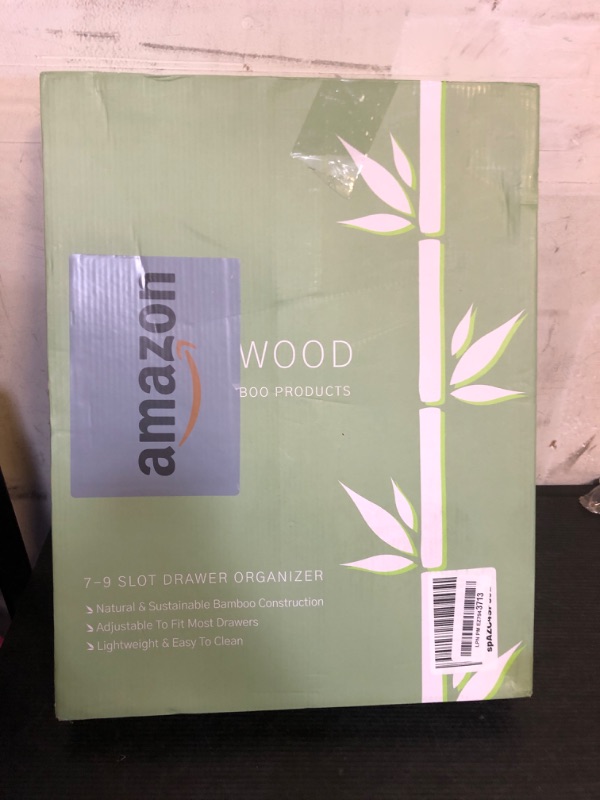 amazon
WOOD
BOO PRODUCTS
7-9 SLOT DRAWER ORGANIZER
Natural & Sustainable Bamboo Construction
Adjustable To Fit Most Drawers
Lightweight & Easy To Clean
3713